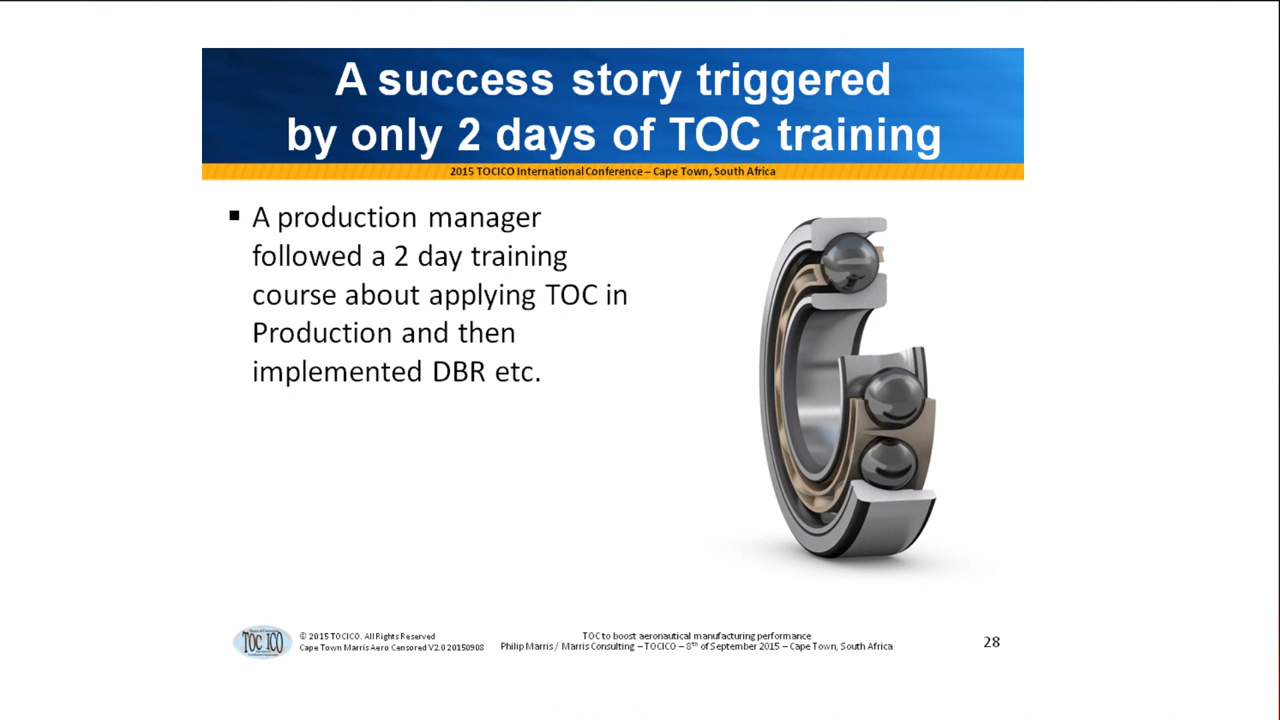 A success story triggered
by only 2 days of TOC training
2015 TOCICO International Conference – Cape Town, South Africa
▪ A production manager
followed a 2 day training
course about applying TOC in
Production and then
implemented DBR etc.
TOC ICO
© 2015 TOCICO. All Rights Reserved
Cape Town Marris Aero Censored V2.0 20150908
TOC to boost aeronautical manufacturing performance
Philip Marris / Marris Consulting – TOCICO – 8th of September 2015 – Cape Town, South Africa
28